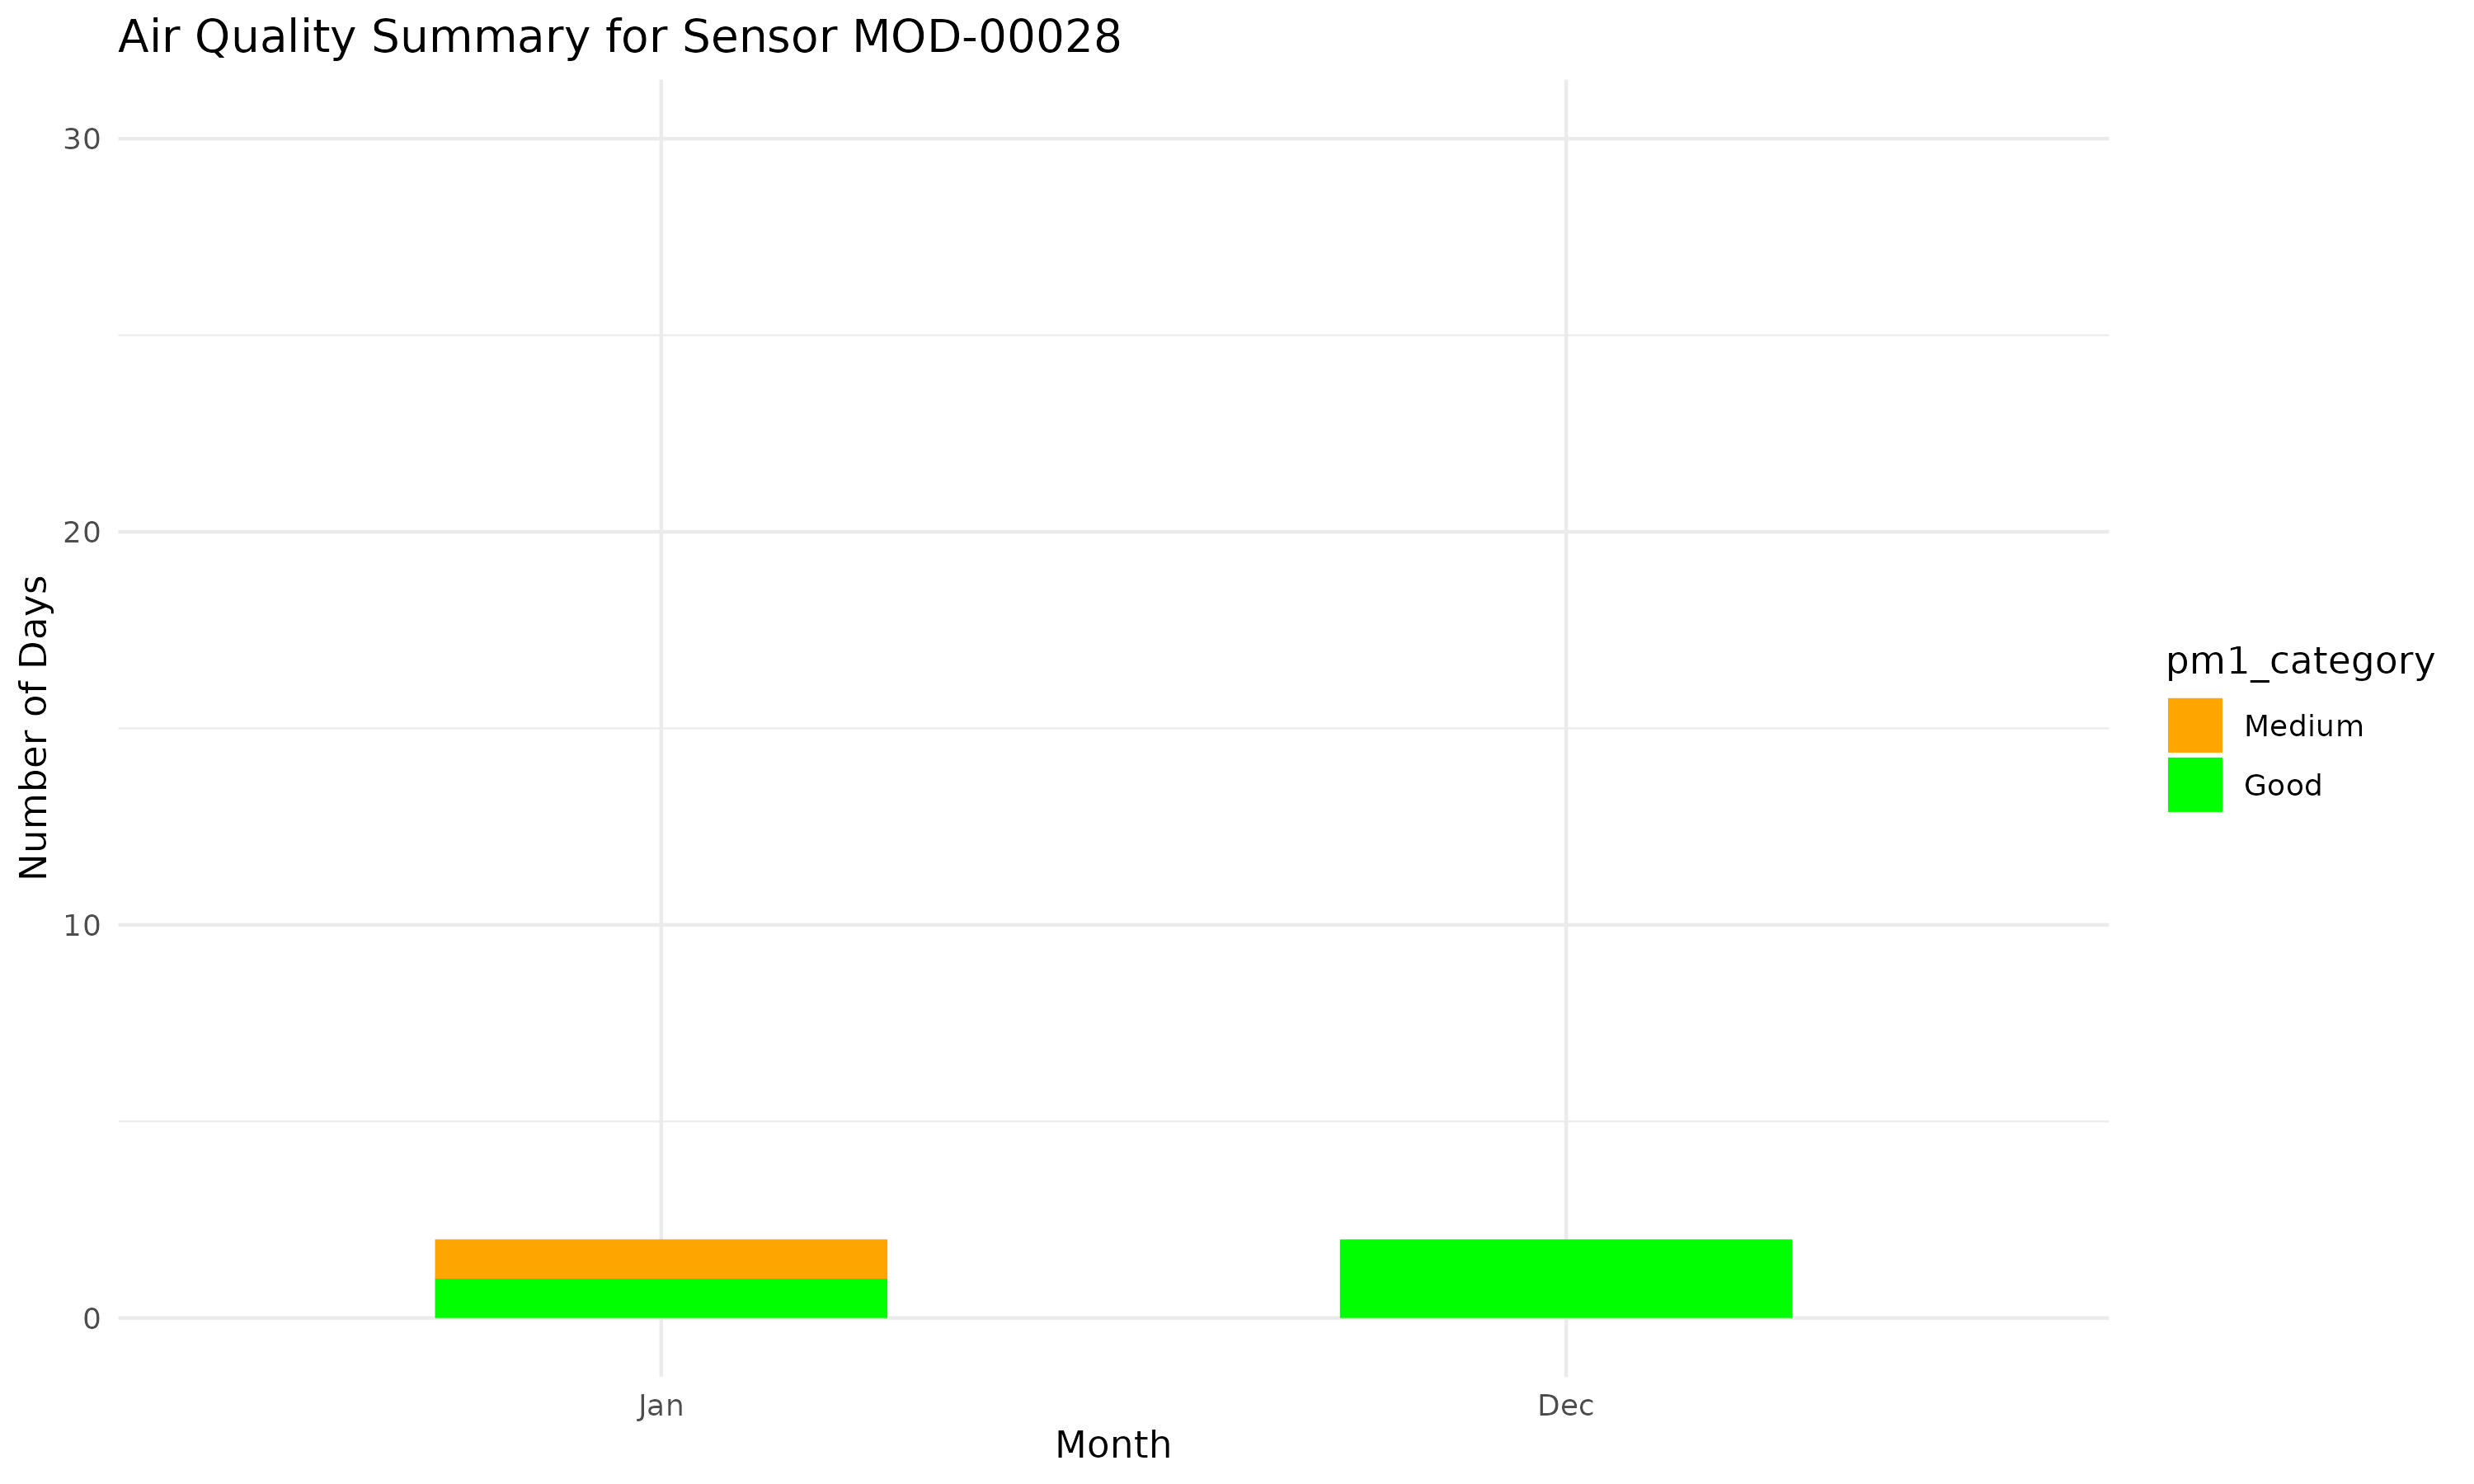 Air Quality Summary for Sensor MOD-00028
30
20
10
0
Number of Days
Jan
Dec
Month
pm1_category
Medium
Good